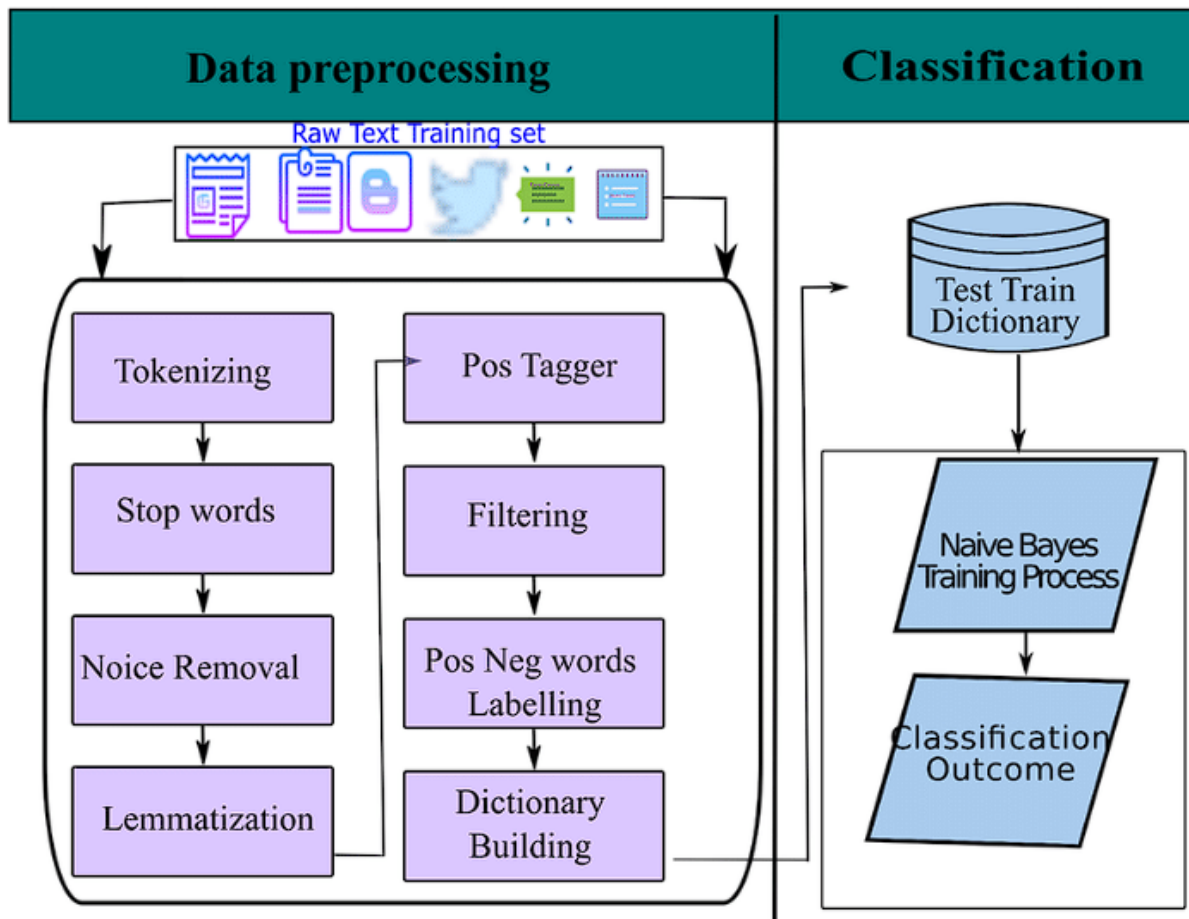 Data preprocessing
Classification
Raw Text Training set
Tokenizing
Stop words
Noice Removal
Lemmatization
Pos Tagger
Filtering
Pos Neg words
Labelling
Dictionary
Building
Test Train
Dictionary
Naive Bayes
Training Process
Classification
Outcome